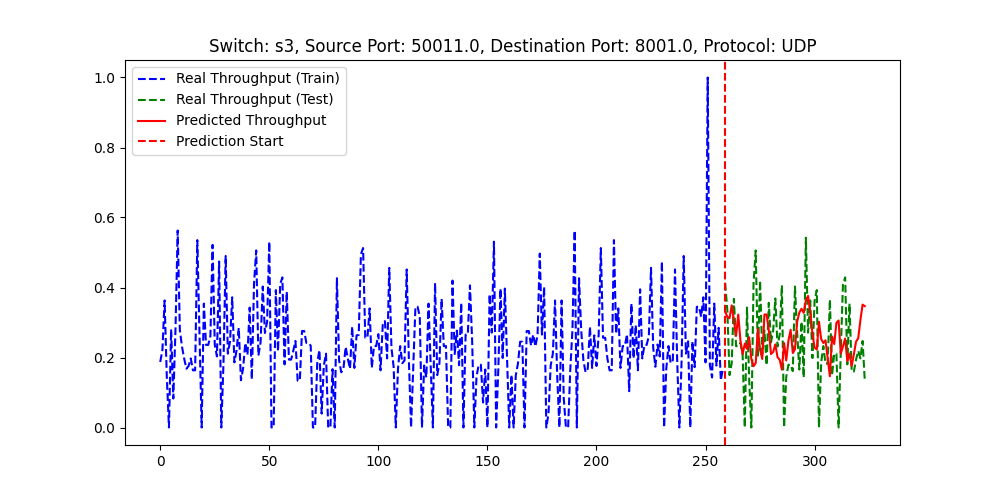 Switch: s3, Source Port: 50011.0, Destination Port: 8001.0, Protocol: UDP
Real Throughput (Train)
Real Throughput (Test)
Predicted Throughput
Prediction Start
1.0
0.8
0.6
0.4
0.2
0.0
0 50 100 150 200 250 300